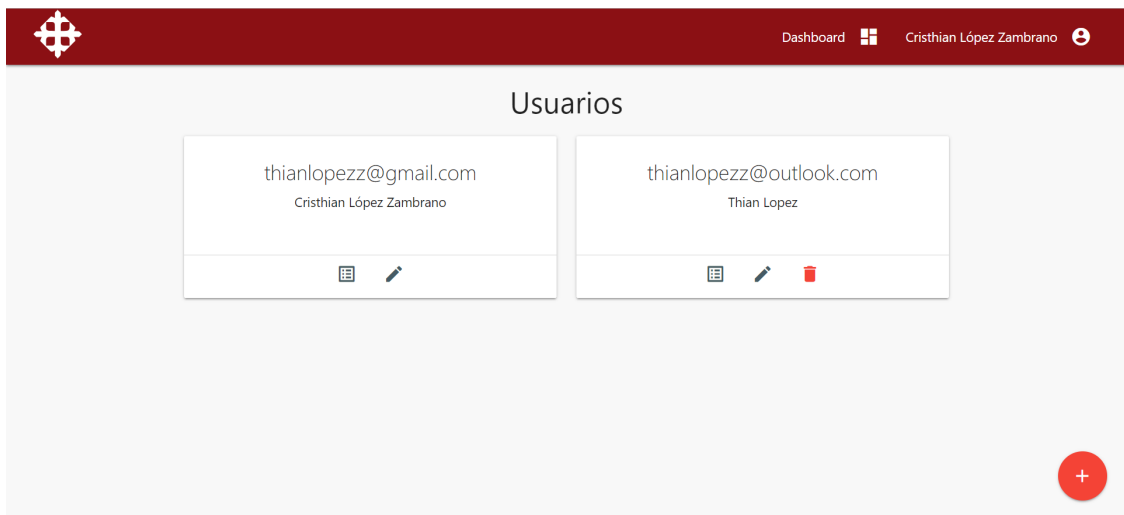 Dashboard Cristhian López Zambrano
Usuarios
thianlopezz@gmail.com
Cristhian López Zambrano
thianlopezz@outlook.com
Thian Lopez